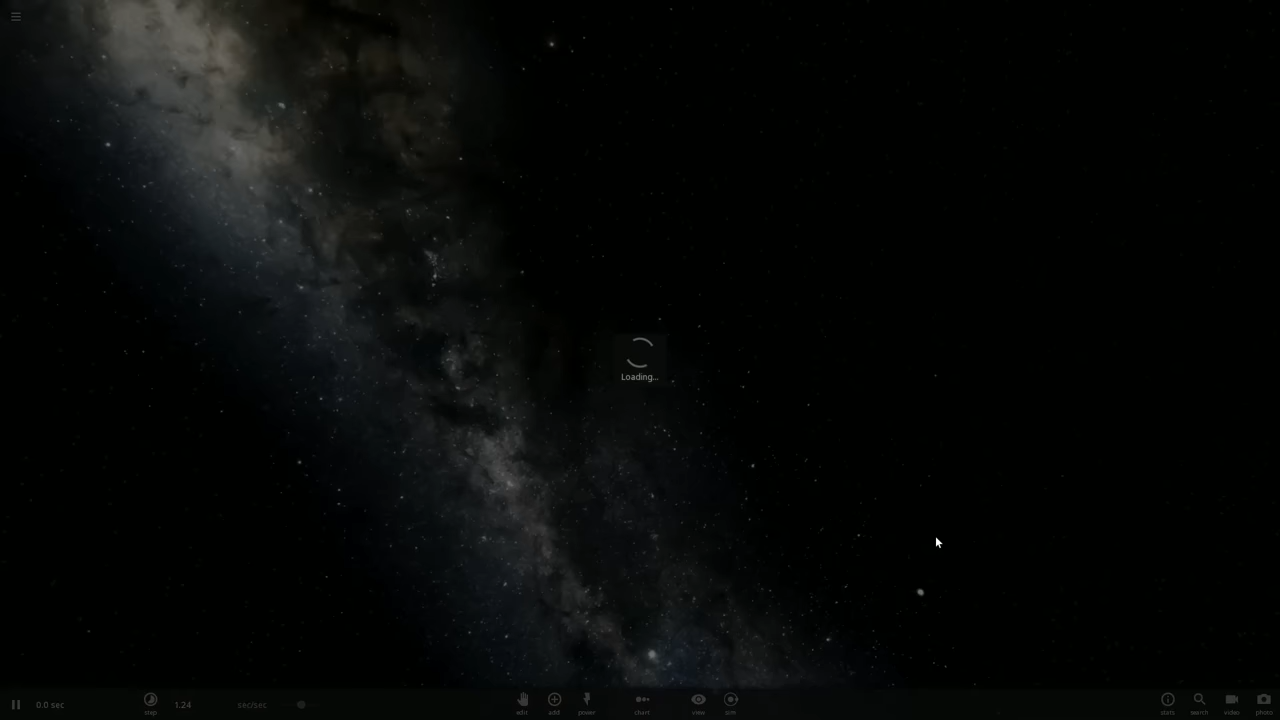 Loading...
0.0 sec
step
1.24
sec/sec
edit
add
power
chart
view
sim
stats
search
video
photo